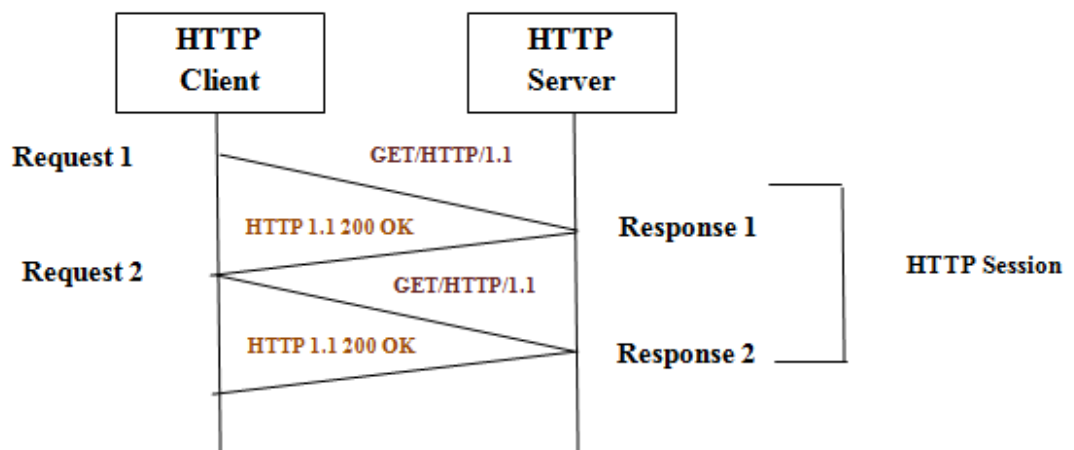 HTTP
Client
HTTP
Server
Request 1
GET/HTTP/1.1
HTTP 1.1 200 OK
Response 1
Request 2
GET/HTTP/1.1
HTTP Session
HTTP 1.1 200 OK
Response 2